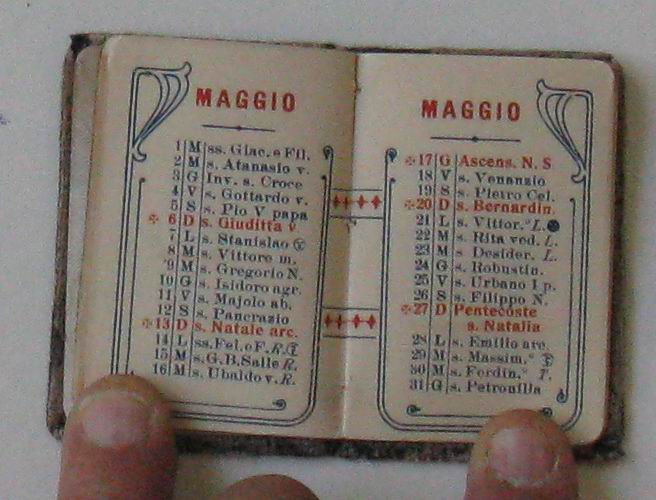 MAGGIO
1 M ss. Giac. e Fil.
2 M s. Atanasio v.
3 G Inv. s. Croce
4 V s. Gottardo v.
5 S s. Pio V papa
✠ 6 D s. Giuditta v.
7 L s. Stanislao
8 M s. Vittore m.
9 M s. Gregorio N.
10 G s. Isidoro agr.
11 V s. Majolo ab.
12 S s. Pancrazio
✠ 13 D s. Natale arc.
14 L ss. Fel. e F. R.
15 M s. G. B. Salle R.
16 M s. Ubaldo v. R.
MAGGIO
✠ 17 G Ascens. N. S.
18 V s. Venanzio
19 S s. Pietro Cel.
✠ 20 D s. Bernardin.
21 L s. Vittor.ª L.
22 M s. Rita ved. L.
23 M s. Desider. L.
24 G s. Robustin.
25 V s. Urbano I p.
26 S s. Filippo N.
✠ 27 D Pentecoste
s. Natalia
28 L s. Emilio arc.
29 M s. Massim.º
30 M s. Ferdin.º
31 G s. Petronilla